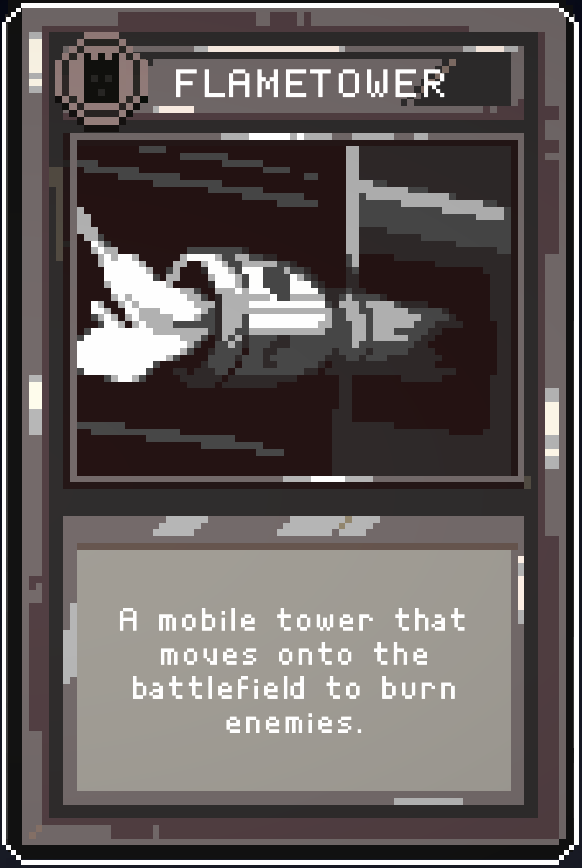 FLAMETOWER
A mobile tower that
moves onto the
battlefield to burn
enemies.